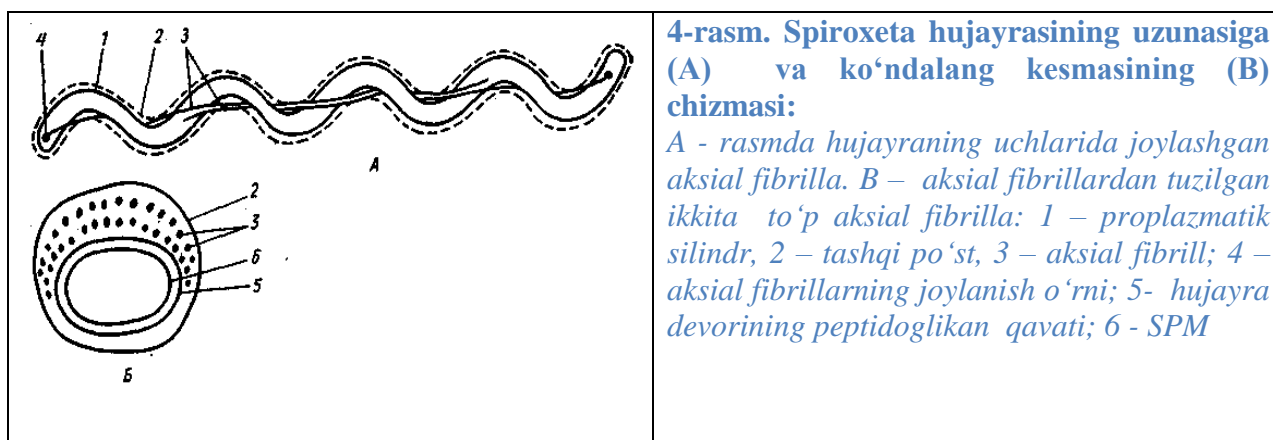 4 1 2 3
A
2
3
6
5
Б
4-rasm. Spiroxeta hujayrasining uzunasiga
(A) va ko‘ndalang kesmasining (B)
chizmasi:
A - rasmda hujayraning uchlarida joylashgan
aksial fibrilla. B – aksial fibrillardan tuzilgan
ikkita to‘p aksial fibrilla: 1 – proplazmatik
silindr, 2 – tashqi po‘st, 3 – aksial fibrill; 4 –
aksial fibrillarning joylanish o‘rni; 5- hujayra
devorining peptidoglikan qavati; 6 - SPM